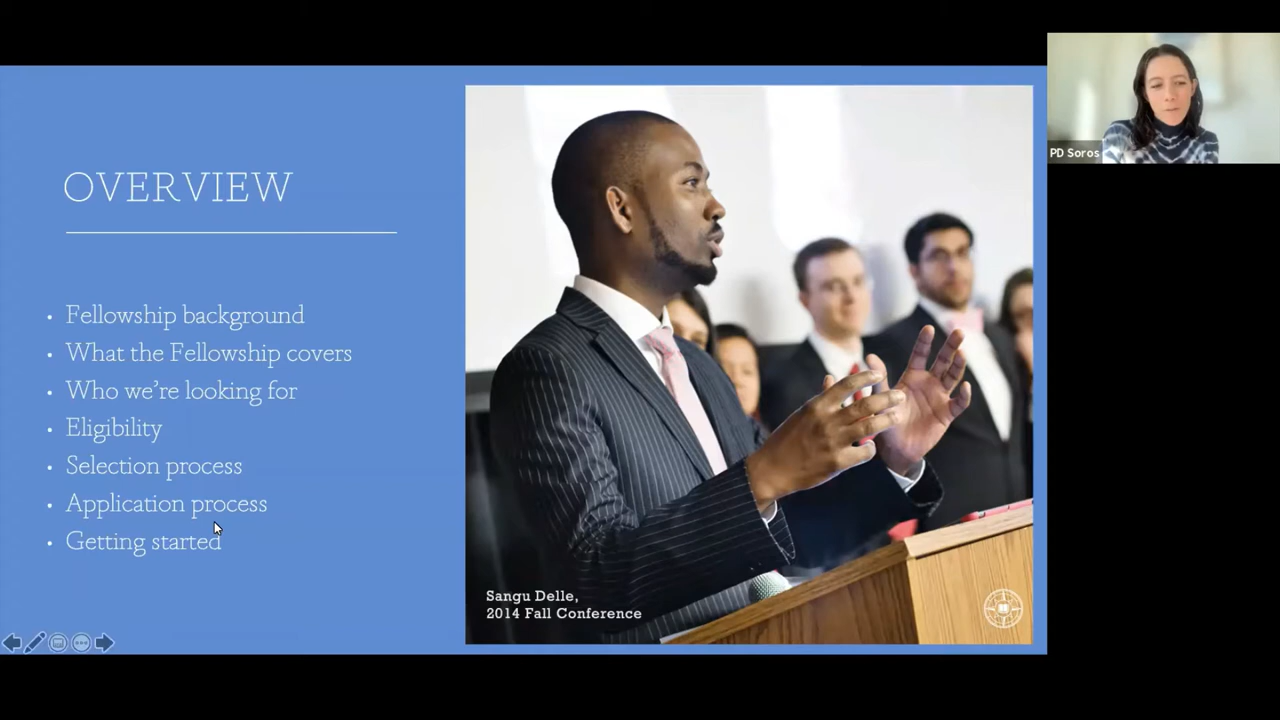 OVERVIEW
• Fellowship background
• What the Fellowship covers
• Who we’re looking for
• Eligibility
• Selection process
• Application process
• Getting started
Sangu Delle,
2014 Fall Conference
PD Soros